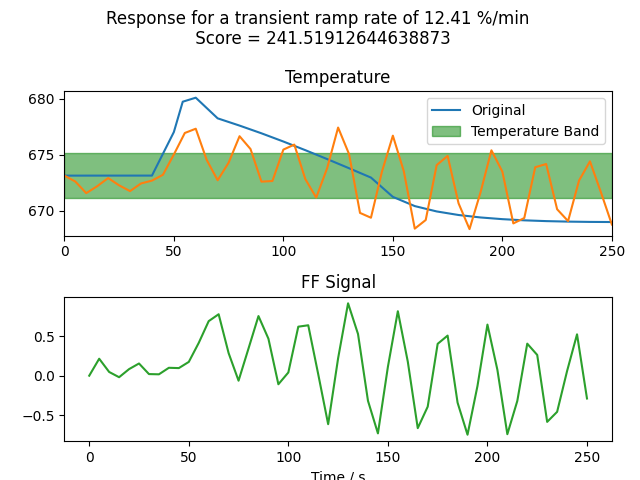 Response for a transient ramp rate of 12.41 %/min
Score = 241.51912644638873
Temperature
680
675
670
Original
Temperature Band
0 50 100 150 200 250
FF Signal
0.5
0.0
−0.5
0 50 100 150 200 250
Time / s